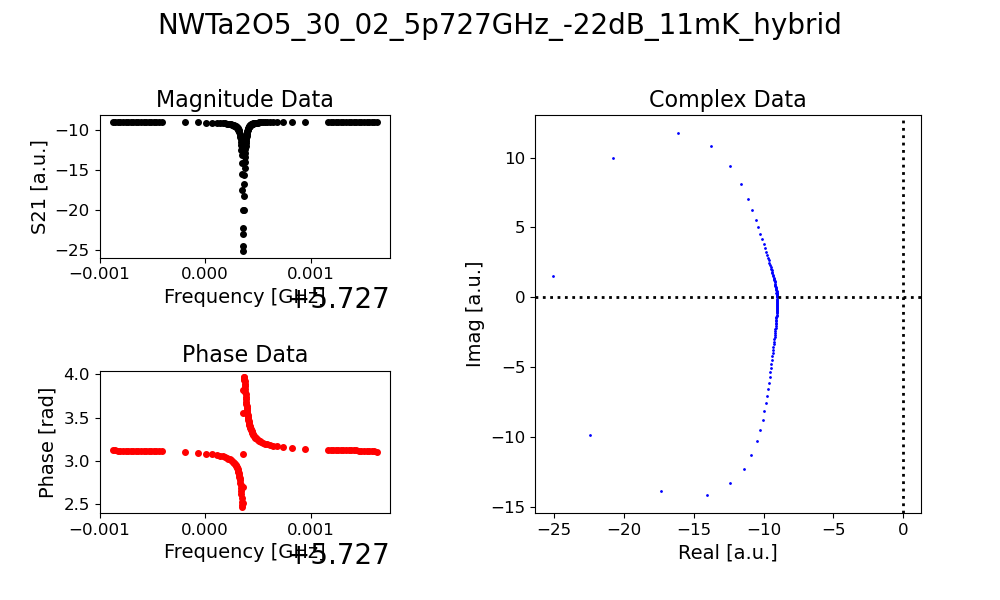 NWTa2O5_30_02_5p727GHz_-22dB_11mK_hybrid
Magnitude Data
S21 [a.u.]
−10
−15
−20
−25
−0.001 0.000 0.001
Frequency [GHz]
+5.727
Phase Data
Phase [rad]
4.0
3.5
3.0
2.5
−0.001 0.000 0.001
Frequency [GHz]
+5.727
Complex Data
Imag [a.u.]
10
5
0
−5
−10
−15
−25 −20 −15 −10 −5 0
Real [a.u.]